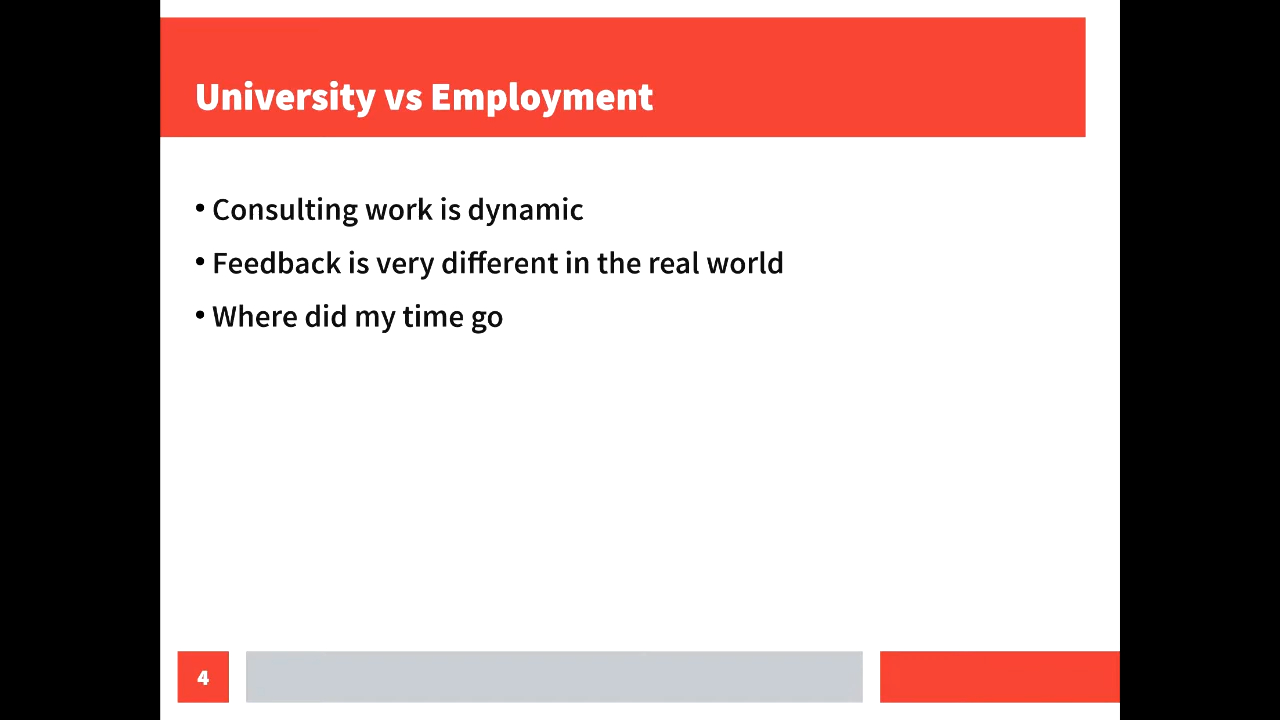 University vs Employment
• Consulting work is dynamic
• Feedback is very different in the real world
• Where did my time go
4